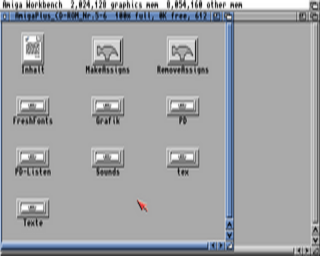 Amiga Workbench  2,024,128 graphics mem  8,054,160 other mem
AmigaPlus_CD-ROM_Nr.5-6  100% full, 0K free, 612
Inhalt MakeAssigns RemoveAssigns
FreshFonts Grafik PD
PD-Listen Sounds tex
Texte